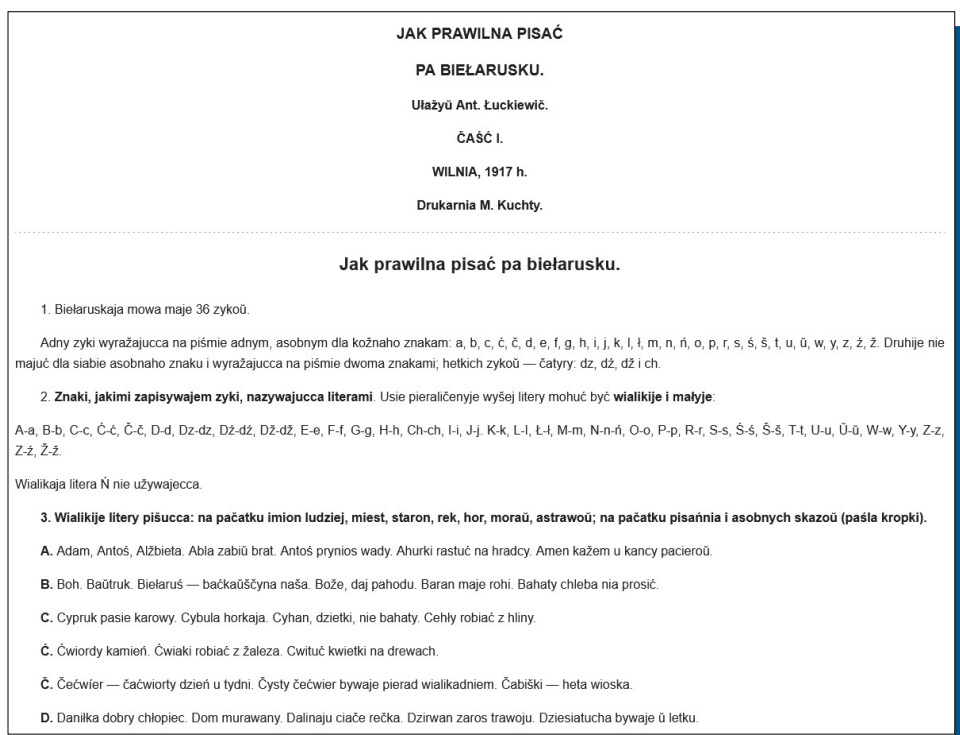 JAK PRAWILNA PISAĆ
PA BIEŁARUSKU.
Ułažyŭ Ant. Łuckiewič.
ČAŚĆ I.
WILNIA, 1917 h.
Drukarnia M. Kuchty.
Jak prawilna pisać pa biełarusku.
1. Biełaruskaja mowa maje 36 zykoŭ.
Adny zyki wyražajucca na piśmie adnym, asobnym dla kožnaho znakam: a, b, c, ć, č, d, e, f, g, h, i, j, k, l, ł, m, n, ń, o, p, r, s, ś, š, t, u, ŭ, w, y, z, ź, ž. Druhije nie
majuć dla siabie asobnaho znaku i wyražajucca na piśmie dwoma znakami; hetkich zykoŭ — čatyry: dz, dź, dž i ch.
2. Znaki, jakimi zapisywajem zyki, nazywajucca literami. Usie pieraličenyje wyšej litery mohuć być wialikije i małyje:
A-a, B-b, C-c, Ć-ć, Č-č, D-d, Dz-dz, Dź-dź, Dž-dž, E-e, F-f, G-g, H-h, Ch-ch, I-i, J-j. K-k, L-l, Ł-ł, M-m, N-n-ń, O-o, P-p, R-r, S-s, Ś-ś, Š-š, T-t, U-u, Ŭ-ŭ, W-w, Y-y, Z-z,
Z-ż, Ž-ž.
Wialikaja litera Ń nie užywajecca.
3. Wialikije litery pišucca: na pačatku imion ludziej, miest, staron, rek, hor, moraŭ, astrawoŭ; na pačatku pisańnia i asobnych skazoŭ (paśla kropki).
A. Adam, Antoś, Alžbieta. Abla zabiŭ brat. Antoś prynios wady. Ahurki rastuć na hradcy. Amen kažem u kancy pacieroŭ.
B. Boh. Baŭtruk. Biełaruś — baćkaŭščyna naša. Bože, daj pahodu. Baran maje rohi. Bahaty chleba nia prosić.
C. Cypruk pasie karowy. Cybula horkaja. Cyhan, dzietki, nie bahaty. Cehły robiać z hliny.
Ć. Ćwiordy kamień. Ćwiaki robiać z žaleza. Cwituć kwietki na drewach.
Č. Čećwíer — čaćwiorty dzień u tydni. Čysty čećwier bywaje pierad wialikadniem. Čabiški — heta wioska.
D. Daniłka dobry chłopiec. Dom murawany. Dalinaju ciače rečka. Dzirwan zaros trawoju. Dziesiatucha bywaje ŭ letku.